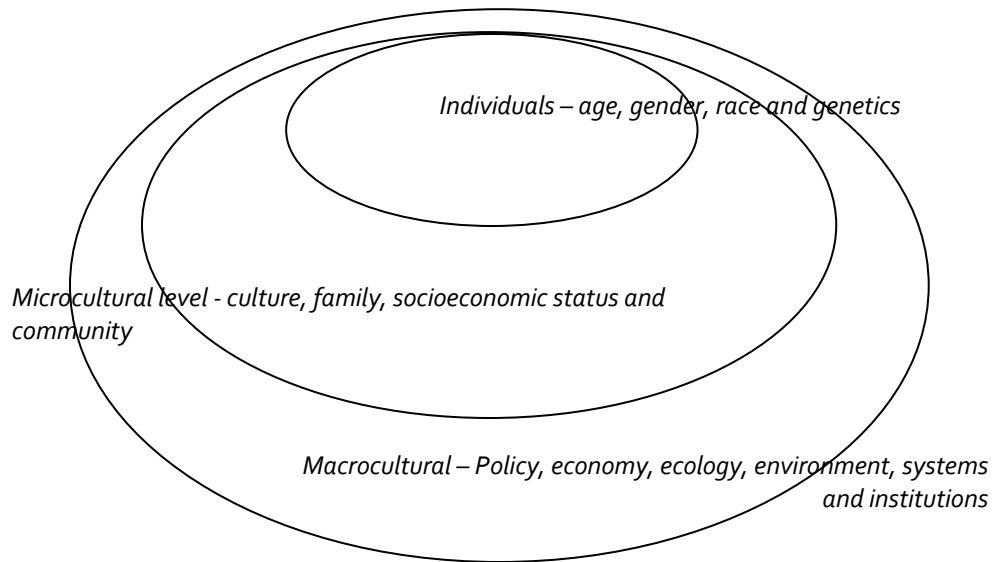 Individuals – age, gender, race and genetics
Microcultural level - culture, family, socioeconomic status and
community
Macrocultural – Policy, economy, ecology, environment, systems
and institutions